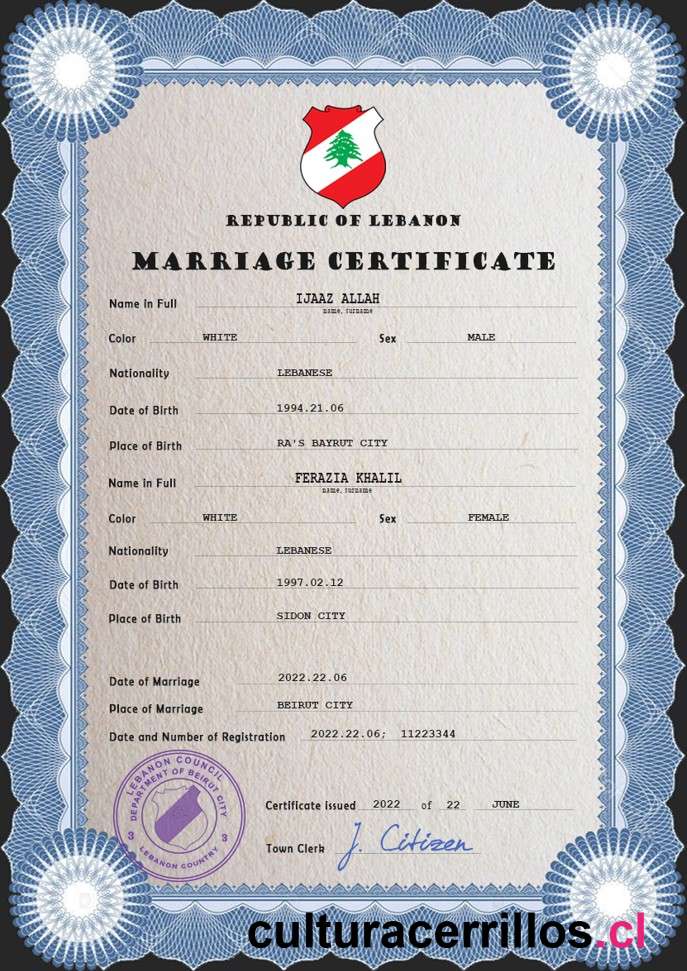 REPUBLIC OF LEBANON
MARRIAGE CERTIFICATE
Name in Full IJAAZ ALLAH
name, surname
Color WHITE Sex MALE
Nationality LEBANESE
Date of Birth 1994.21.06
Place of Birth RA'S BAYRUT CITY
Name in Full FERAZIA KHALIL
name, surname
Color WHITE Sex FEMALE
Nationality LEBANESE
Date of Birth 1997.02.12
Place of Birth SIDON CITY
Date of Marriage 2022.22.06
Place of Marriage BEIRUT CITY
Date and Number of Registration 2022.22.06; 11223344
LEBANON COUNCIL
DEPARTMENT OF BEIRUT CITY
3 3
LEBANON COUNTRY
Certificate issued 2022 of 22 JUNE
Town Clerk J. Citizen
culturacerrillos.cl